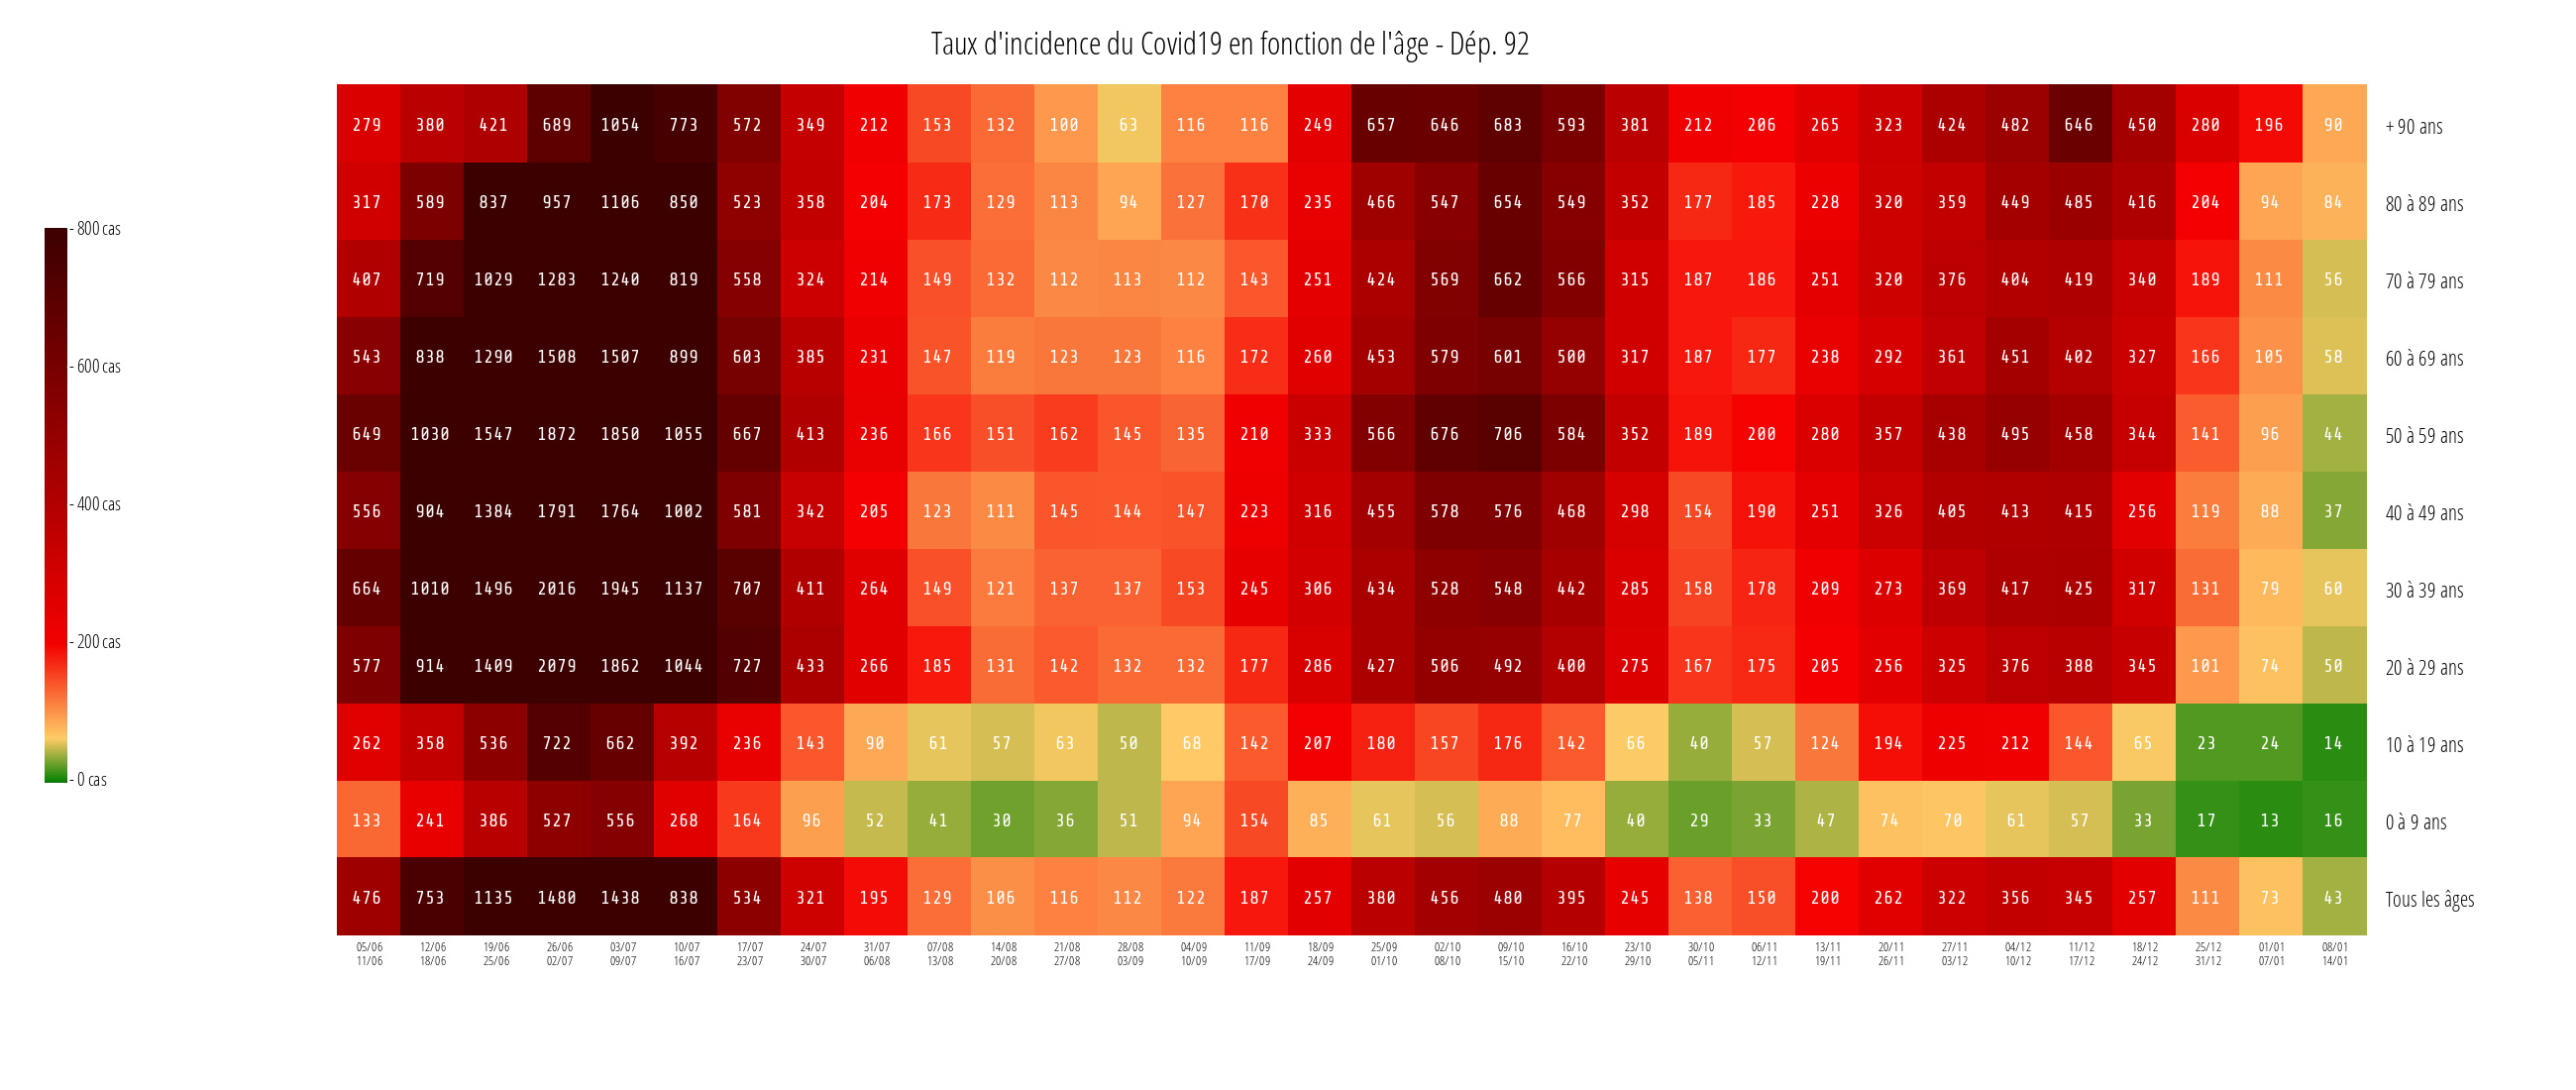 Taux d'incidence du Covid19 en fonction de l'âge - Dép. 92
279 380 421 689 1054 773 572 349 212 153 132 100 63 116 116 249 657 646 683 593 381 212 206 265 323 424 482 646 450 280 196 90 + 90 ans
317 589 837 957 1106 850 523 358 204 173 129 113 94 127 170 235 466 547 654 549 352 177 185 228 320 359 449 485 416 204 94 84 80 à 89 ans
407 719 1029 1283 1240 819 558 324 214 149 132 112 113 112 143 251 424 569 662 566 315 187 186 251 320 376 404 419 340 189 111 56 70 à 79 ans
543 838 1290 1508 1507 899 603 385 231 147 119 123 123 116 172 260 453 579 601 500 317 187 177 238 292 361 451 402 327 166 105 58 60 à 69 ans
649 1030 1547 1872 1850 1055 667 413 236 166 151 162 145 135 210 333 566 676 706 584 352 189 200 280 357 438 495 458 344 141 96 44 50 à 59 ans
556 904 1384 1791 1764 1002 581 342 205 123 111 145 144 147 223 316 455 578 576 468 298 154 190 251 326 405 413 415 256 119 88 37 40 à 49 ans
664 1010 1496 2016 1945 1137 707 411 264 149 121 137 137 153 245 306 434 528 548 442 285 158 178 209 273 369 417 425 317 131 79 60 30 à 39 ans
577 914 1409 2079 1862 1044 727 433 266 185 131 142 132 132 177 286 427 506 492 400 275 167 175 205 256 325 376 388 345 101 74 50 20 à 29 ans
262 358 536 722 662 392 236 143 90 61 57 63 50 68 142 207 180 157 176 142 66 40 57 124 194 225 212 144 65 23 24 14 10 à 19 ans
133 241 386 527 556 268 164 96 52 41 30 36 51 94 154 85 61 56 88 77 40 29 33 47 74 70 61 57 33 17 13 16 0 à 9 ans
476 753 1135 1480 1438 838 534 321 195 129 106 116 112 122 187 257 380 456 480 395 245 138 150 200 262 322 356 345 257 111 73 43 Tous les âges
05/06 12/06 19/06 26/06 03/07 10/07 17/07 24/07 31/07 07/08 14/08 21/08 28/08 04/09 11/09 18/09 25/09 02/10 09/10 16/10 23/10 30/10 06/11 13/11 20/11 27/11 04/12 11/12 18/12 25/12 01/01 08/01
11/06 18/06 25/06 02/07 09/07 16/07 23/07 30/07 06/08 13/08 20/08 27/08 03/09 10/09 17/09 24/09 01/10 08/10 15/10 22/10 29/10 05/11 12/11 19/11 26/11 03/12 10/12 17/12 24/12 31/12 07/01 14/01
- 800 cas
- 600 cas
- 400 cas
- 200 cas
- 0 cas